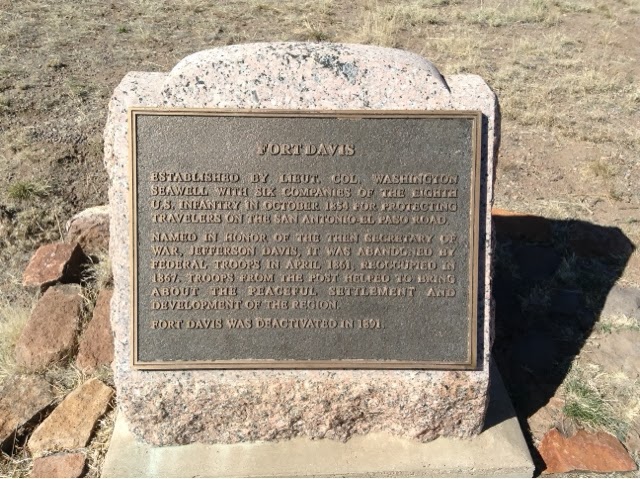 FORT DAVIS
ESTABLISHED BY LIEUT. COL. WASHINGTON
SEAWELL WITH SIX COMPANIES OF THE EIGHTH
U.S. INFANTRY IN OCTOBER 1854 FOR PROTECTING
TRAVELERS ON THE SAN ANTONIO-EL PASO ROAD.
NAMED IN HONOR OF THE THEN SECRETARY OF
WAR, JEFFERSON DAVIS, IT WAS ABANDONED BY
FEDERAL TROOPS IN APRIL 1861, REOCCUPIED IN
1867. TROOPS FROM THE POST HELPED TO BRING
ABOUT THE PEACEFUL SETTLEMENT AND
DEVELOPMENT OF THE REGION.
FORT DAVIS WAS DEACTIVATED IN 1891.